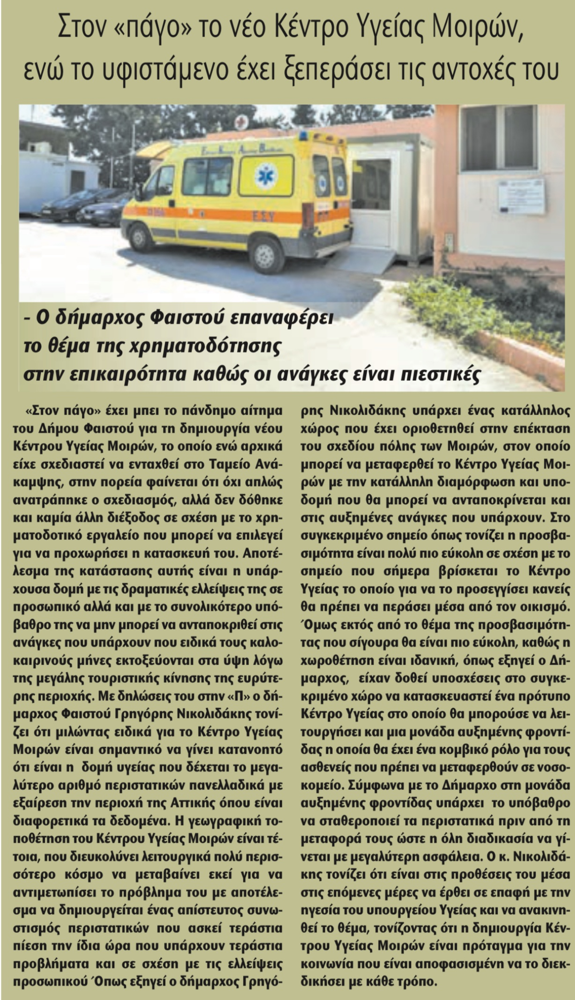 Στον «πάγο» το νέο Κέντρο Υγείας Μοιρών,
ενώ το υφιστάμενο έχει ξεπεράσει τις αντοχές του
Ε.Σ.Υ
- Ο δήμαρχος Φαιστού επαναφέρει
το θέμα της χρηματοδότησης
στην επικαιρότητα καθώς οι ανάγκες είναι πιεστικές
«Στον πάγο» έχει μπει το πάνδημο αίτημα
του Δήμου Φαιστού για τη δημιουργία νέου
Κέντρου Υγείας Μοιρών, το οποίο ενώ αρχικά
είχε σχεδιαστεί να ενταχθεί στο Ταμείο Ανά-
καμψης, στην πορεία φαίνεται ότι όχι απλώς
ανατράπηκε ο σχεδιασμός, αλλά δεν δόθηκε
και καμία άλλη διέξοδος σε σχέση με το χρη-
ματοδοτικό εργαλείο που μπορεί να επιλεγεί
για να προχωρήσει η κατασκευή του. Αποτέ-
λεσμα της κατάστασης αυτής είναι η υπάρ-
χουσα δομή με τις δραματικές ελλείψεις της σε
προσωπικό αλλά και με το συνολικότερο υπό-
βαθρο της να μην μπορεί να ανταποκριθεί στις
ανάγκες που υπάρχουν που ειδικά τους καλο-
καιρινούς μήνες εκτοξεύονται στα ύψη λόγω
της μεγάλης τουριστικής κίνησης της ευρύτε-
ρης περιοχής. Με δηλώσεις του στην «Π» ο δή-
μαρχος Φαιστού Γρηγόρης Νικολιδάκης τονί-
ζει ότι μιλώντας ειδικά για το Κέντρο Υγείας
Μοιρών είναι σημαντικό να γίνει κατανοητό
ότι είναι η δομή υγείας που δέχεται το μεγα-
λύτερο αριθμό περιστατικών πανελλαδικά με
εξαίρεση την περιοχή της Αττικής όπου είναι
διαφορετικά τα δεδομένα. Η γεωγραφική το-
ποθέτηση του Κέντρου Υγείας Μοιρών είναι τέ-
τοια, που διευκολύνει λειτουργικά πολύ περισ-
σότερο κόσμο να μεταβαίνει εκεί για να
αντιμετωπίσει το πρόβλημα του με αποτέλε-
σμα να δημιουργείται ένας απίστευτος συνω-
στισμός περιστατικών που ασκεί τεράστια
πίεση την ίδια ώρα που υπάρχουν τεράστια
προβλήματα και σε σχέση με τις ελλείψεις
προσωπικού Όπως εξηγεί ο δήμαρχος Γρηγό-
ρης Νικολιδάκης υπάρχει ένας κατάλληλος
χώρος που έχει οριοθετηθεί στην επέκταση
του σχεδίου πόλης των Μοιρών, στον οποίο
μπορεί να μεταφερθεί το Κέντρο Υγείας Μοι-
ρών με την κατάλληλη διαμόρφωση και υπο-
δομή που θα μπορεί να ανταποκρίνεται και
στις αυξημένες ανάγκες που υπάρχουν. Στο
συγκεκριμένο σημείο όπως τονίζει η προσβα-
σιμότητα είναι πολύ πιο εύκολη σε σχέση με το
σημείο που σήμερα βρίσκεται το Κέντρο
Υγείας το οποίο για να το προσεγγίσει κανείς
θα πρέπει να περάσει μέσα από τον οικισμό.
Όμως εκτός από το θέμα της προσβασιμότη-
τας που σίγουρα θα είναι πιο εύκολη, καθώς η
χωροθέτηση είναι ιδανική, όπως εξηγεί ο Δή-
μαρχος, είχαν δοθεί υποσχέσεις στο συγκε-
κριμένο χώρο να κατασκευαστεί ένα πρότυπο
Κέντρο Υγείας στο οποίο θα μπορούσε να λει-
τουργήσει και μια μονάδα αυξημένης φροντί-
δας η οποία θα έχει ένα κομβικό ρόλο για τους
ασθενείς που πρέπει να μεταφερθούν σε νοσο-
κομείο. Σύμφωνα με το Δήμαρχο στη μονάδα
αυξημένης φροντίδας υπάρχει το υπόβαθρο
να σταθεροποιεί τα περιστατικά πριν από τη
μεταφορά τους ώστε η όλη διαδικασία να γί-
νεται με μεγαλύτερη ασφάλεια. Ο κ. Νικολιδά-
κης τονίζει ότι είναι στις προθέσεις του μέσα
στις επόμενες μέρες να έρθει σε επαφή με την
ηγεσία του υπουργείου Υγείας και να ανακινη-
θεί το θέμα, τονίζοντας ότι η δημιουργία Κέν-
τρου Υγείας Μοιρών είναι πρόταγμα για την
κοινωνία που είναι αποφασισμένη να το διεκ-
δικήσει με κάθε τρόπο.